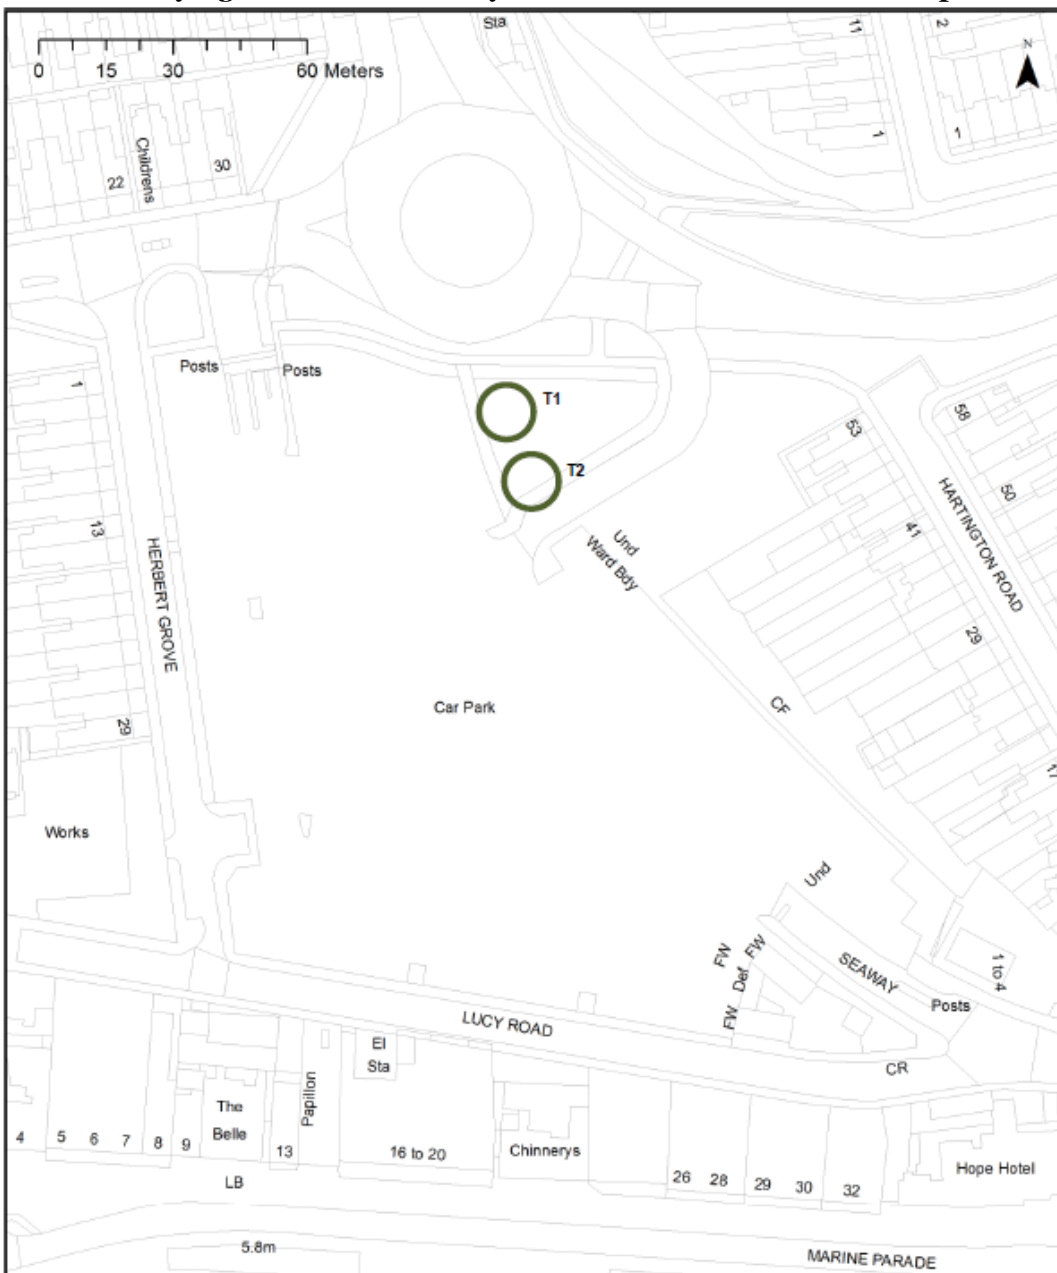 Sta
11
2
N
0 15 30 60 Meters
Childrens
30
22
1
1
Posts
Posts
T1
1
58
53
T2
50
13
41
Und
Ward Bdy
HARTINGTON ROAD
HERBERT GROVE
29
CF
Car Park
29
17
Works
Und
FW
FW
Def
FW
SEAWAY
1 to 4
Posts
LUCY ROAD
El
Sta
CR
Papillon
The
Belle
4
5
6
7
8
9
13
16 to 20
Chinnerys
26
28
29
30
32
Hope Hotel
LB
5.8m
MARINE PARADE